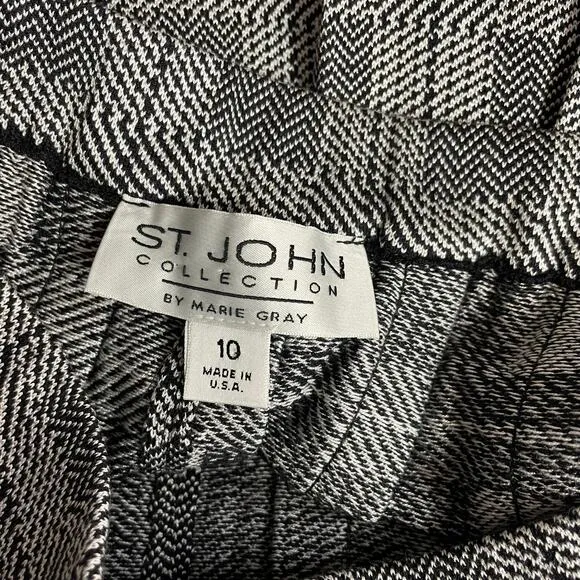 ST. JOHN
COLLECTION
BY MARIE GRAY
10
MADE IN
U.S.A.